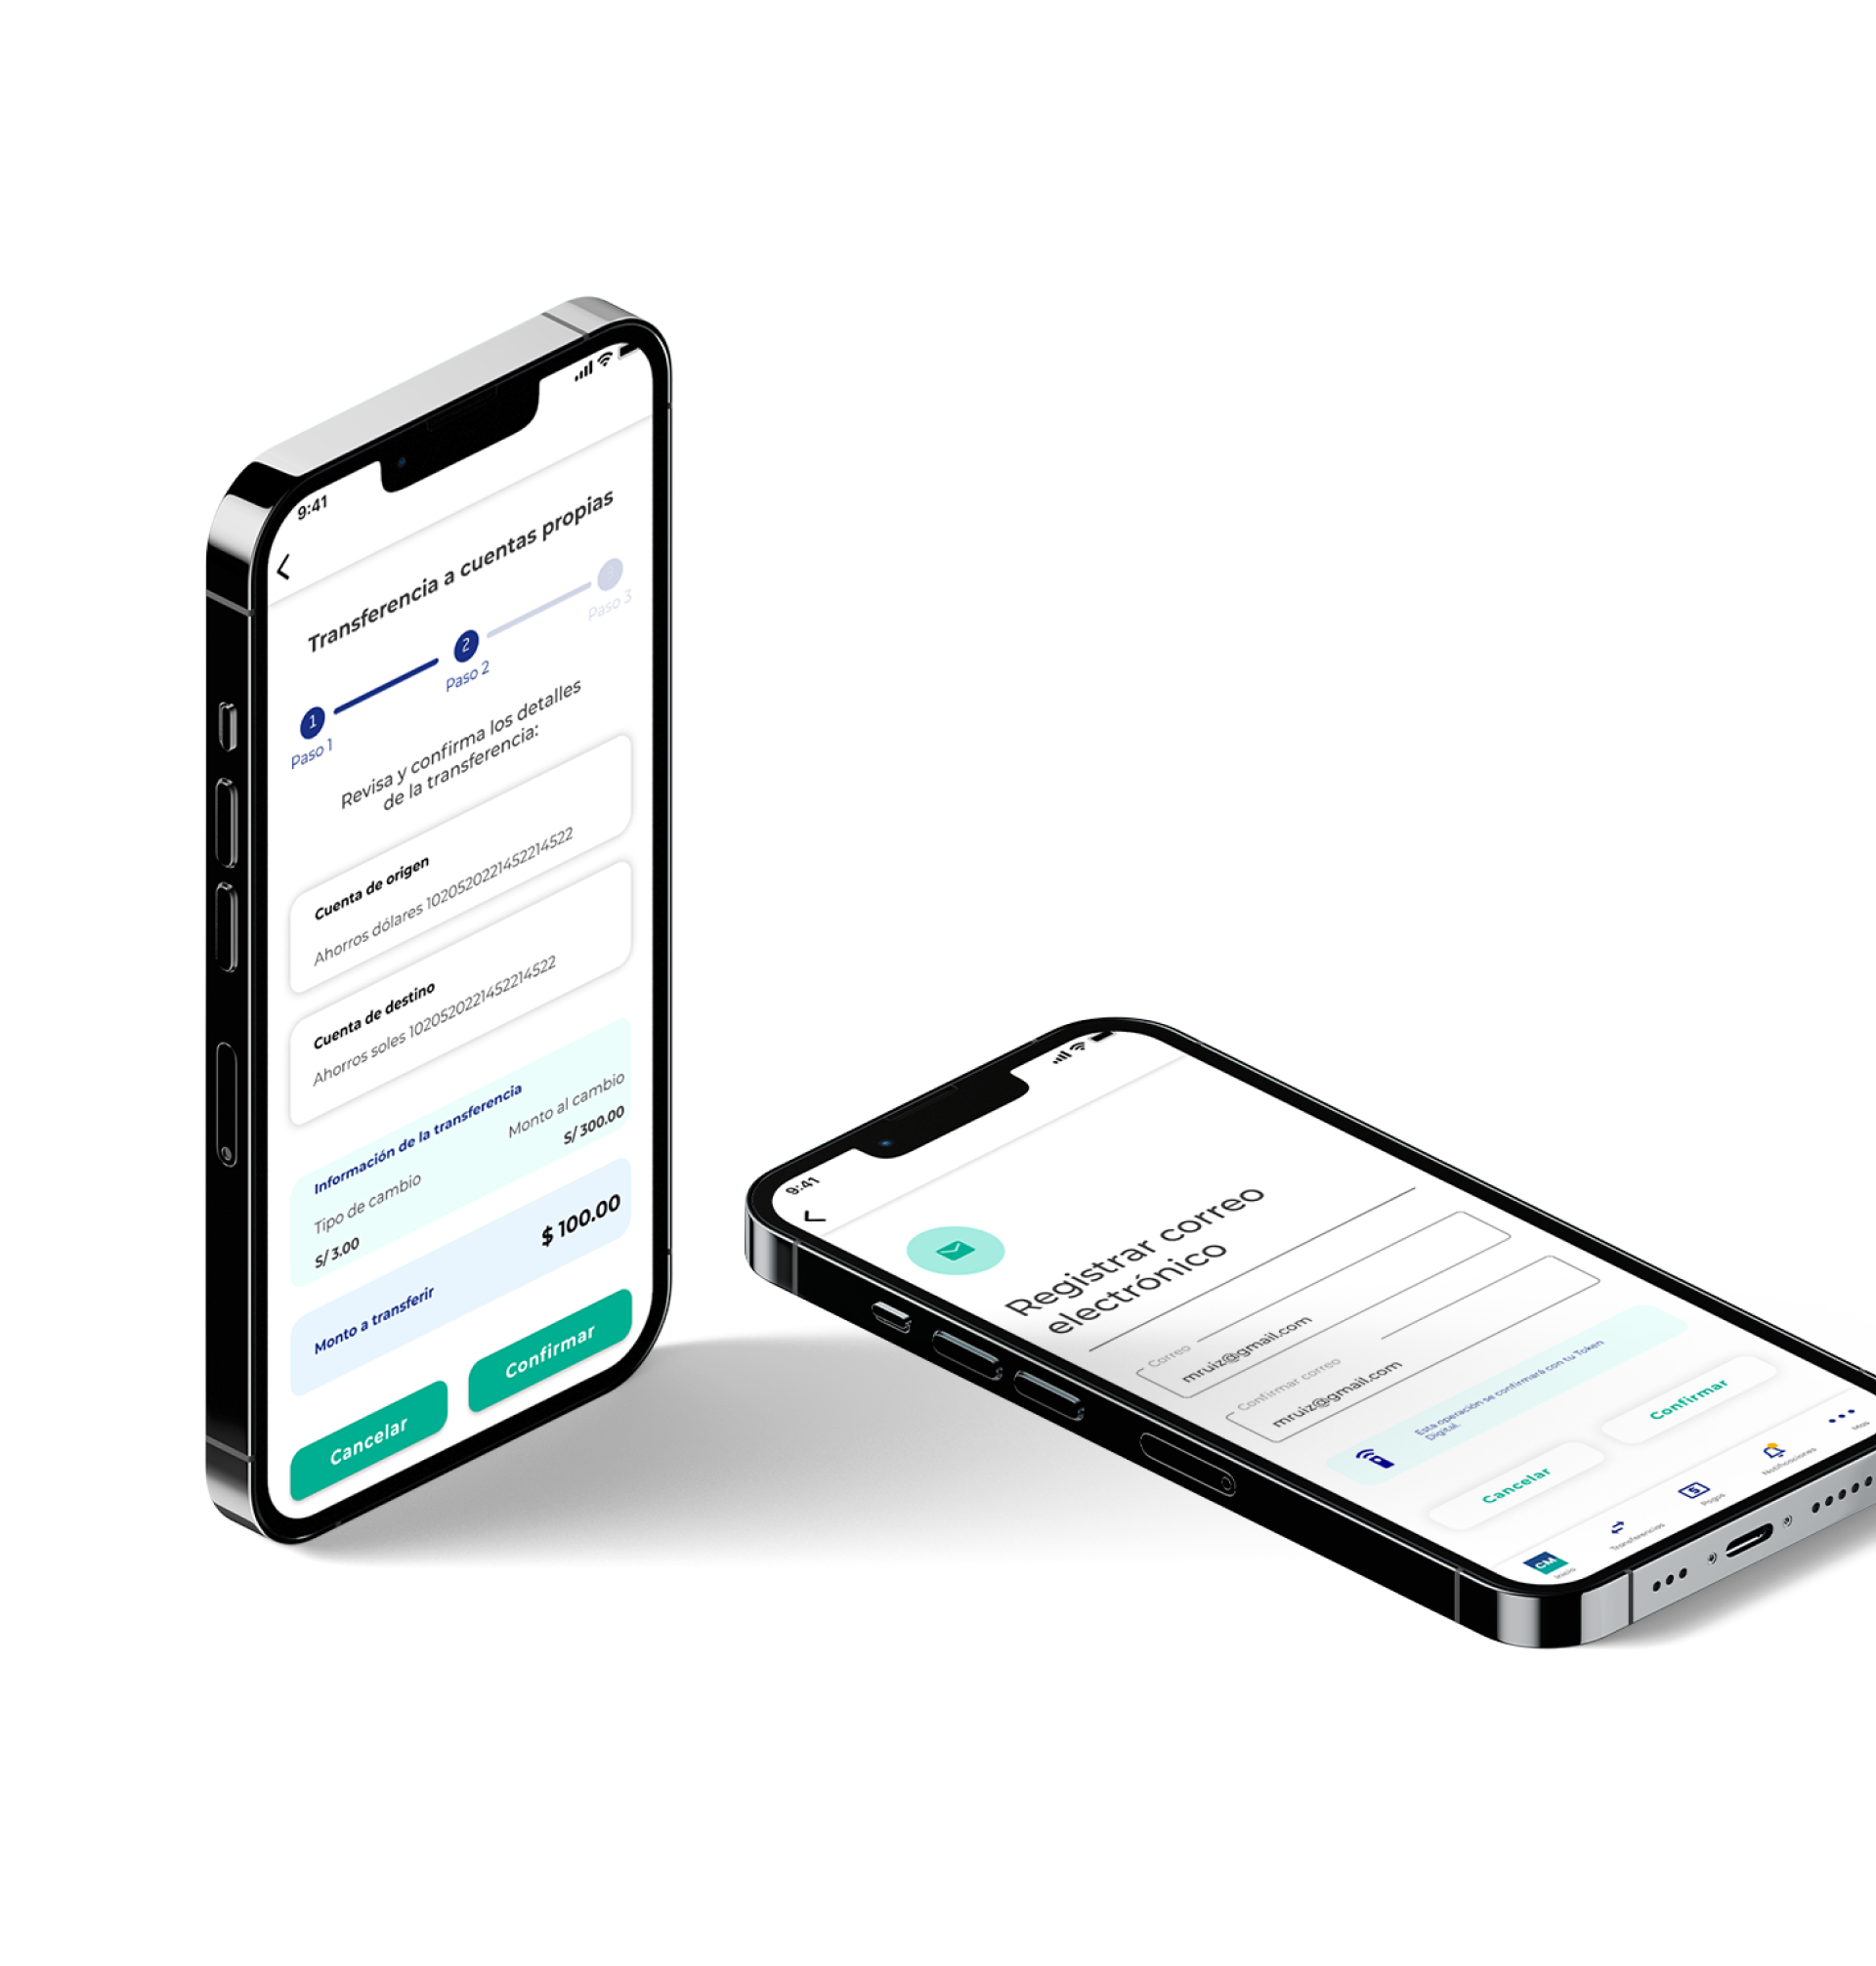 9:41
Transferencia a cuentas propias
1
2
Paso 1
Paso 2
Paso 3
Revisa y confirma los detalles
de la transferencia:
Cuenta de origen
Ahorros dólares 1020520221452214522
Cuenta de destino
Ahorros soles 1020520221452214522
Información de la transferencia
Tipo de cambio
Monto al cambio
S/ 3.00
S/ 300.00
Monto a transferir
$ 100.00
Cancelar
Confirmar
9:41
Registrar correo
electrónico
Correo
mruiz@gmail.com
Confirmar correo
mruiz@gmail.com
Esta operación se confirmará con tu Token
Digital.
Cancelar
Confirmar
CM
Inicio
Transferencias
Pagos
Notificaciones
Más